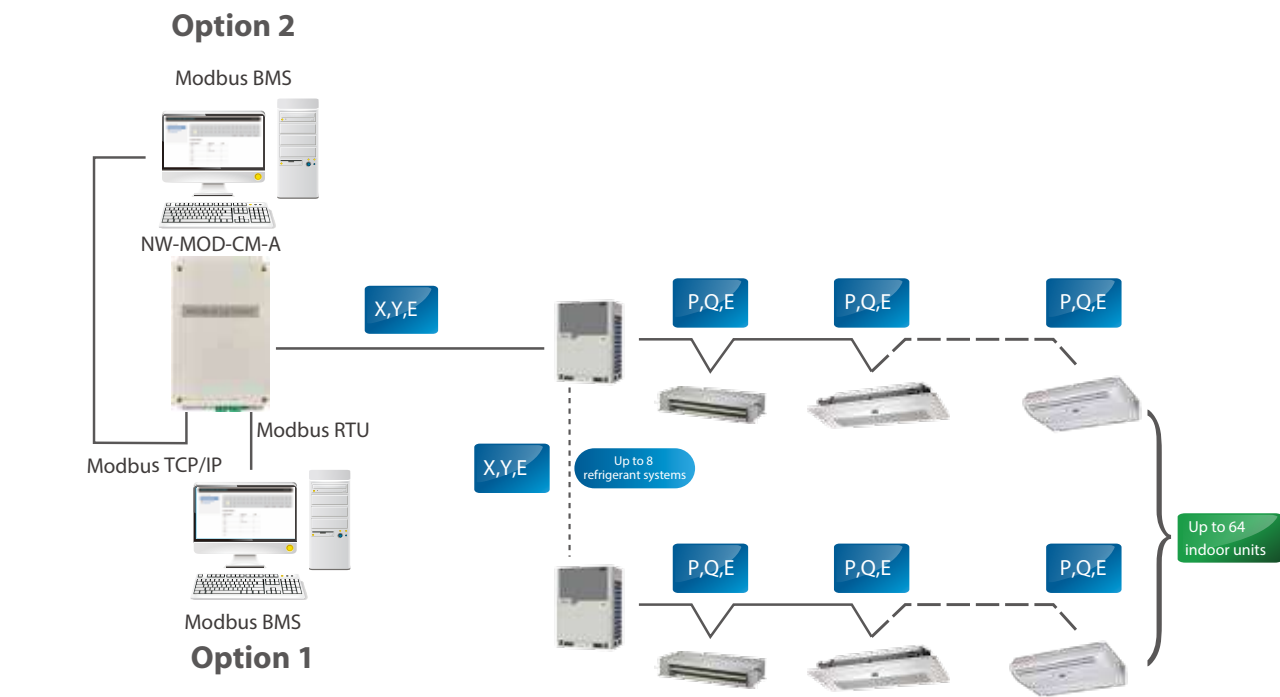 Option 2
Modbus BMS
NW-MOD-CM-A
X,Y,E
P,Q,E
P,Q,E
P,Q,E
Modbus RTU
Modbus TCP/IP
X,Y,E
Up to 8
refrigerant systems
Up to 64
indoor units
P,Q,E
P,Q,E
P,Q,E
Modbus BMS
Option 1